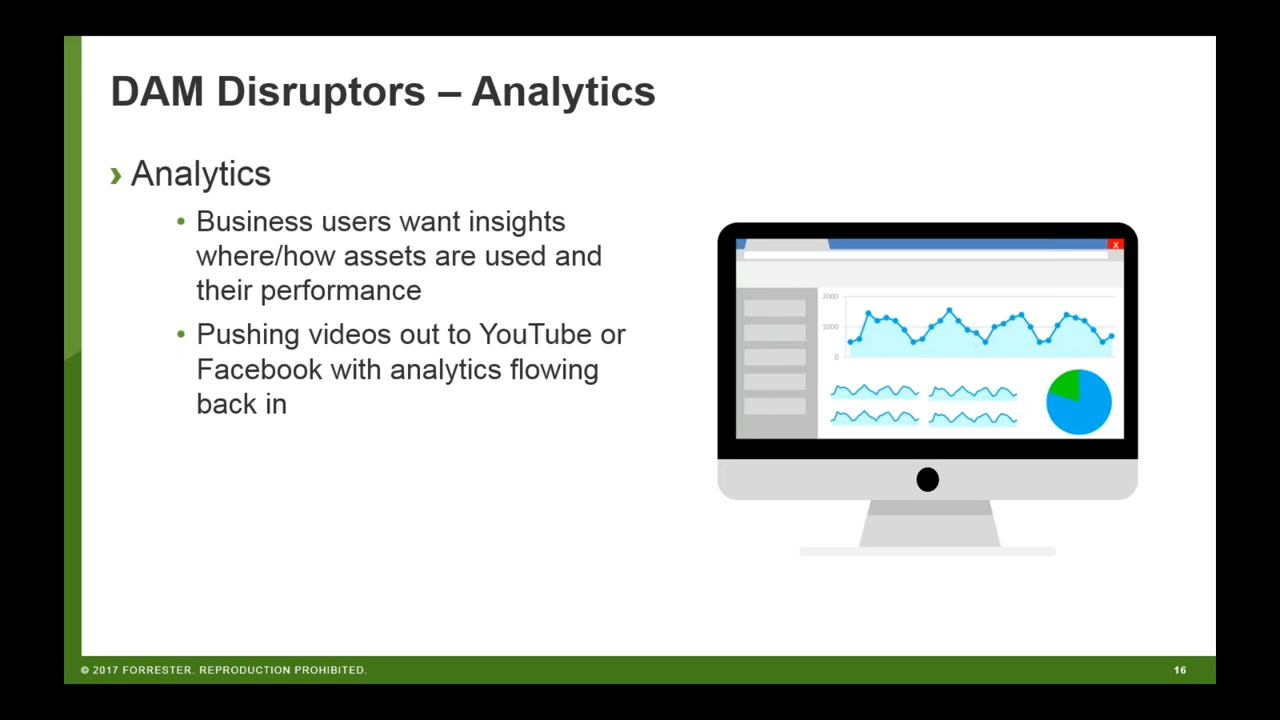 DAM Disruptors – Analytics
› Analytics
• Business users want insights
where/how assets are used and
their performance
• Pushing videos out to YouTube or
Facebook with analytics flowing
back in
X
2000
1000
0
© 2017 FORRESTER. REPRODUCTION PROHIBITED.
16